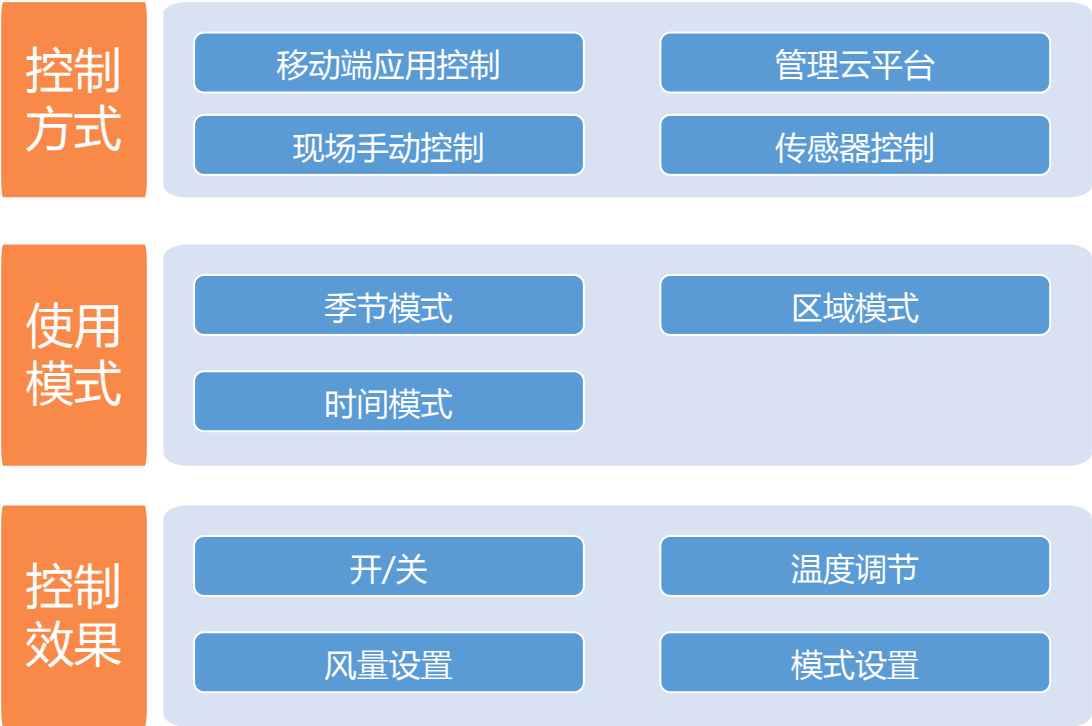 控制
方式
移动端应用控制
管理云平台
现场手动控制
传感器控制
使用
模式
季节模式
区域模式
时间模式
控制
效果
开/关
温度调节
风量设置
模式设置